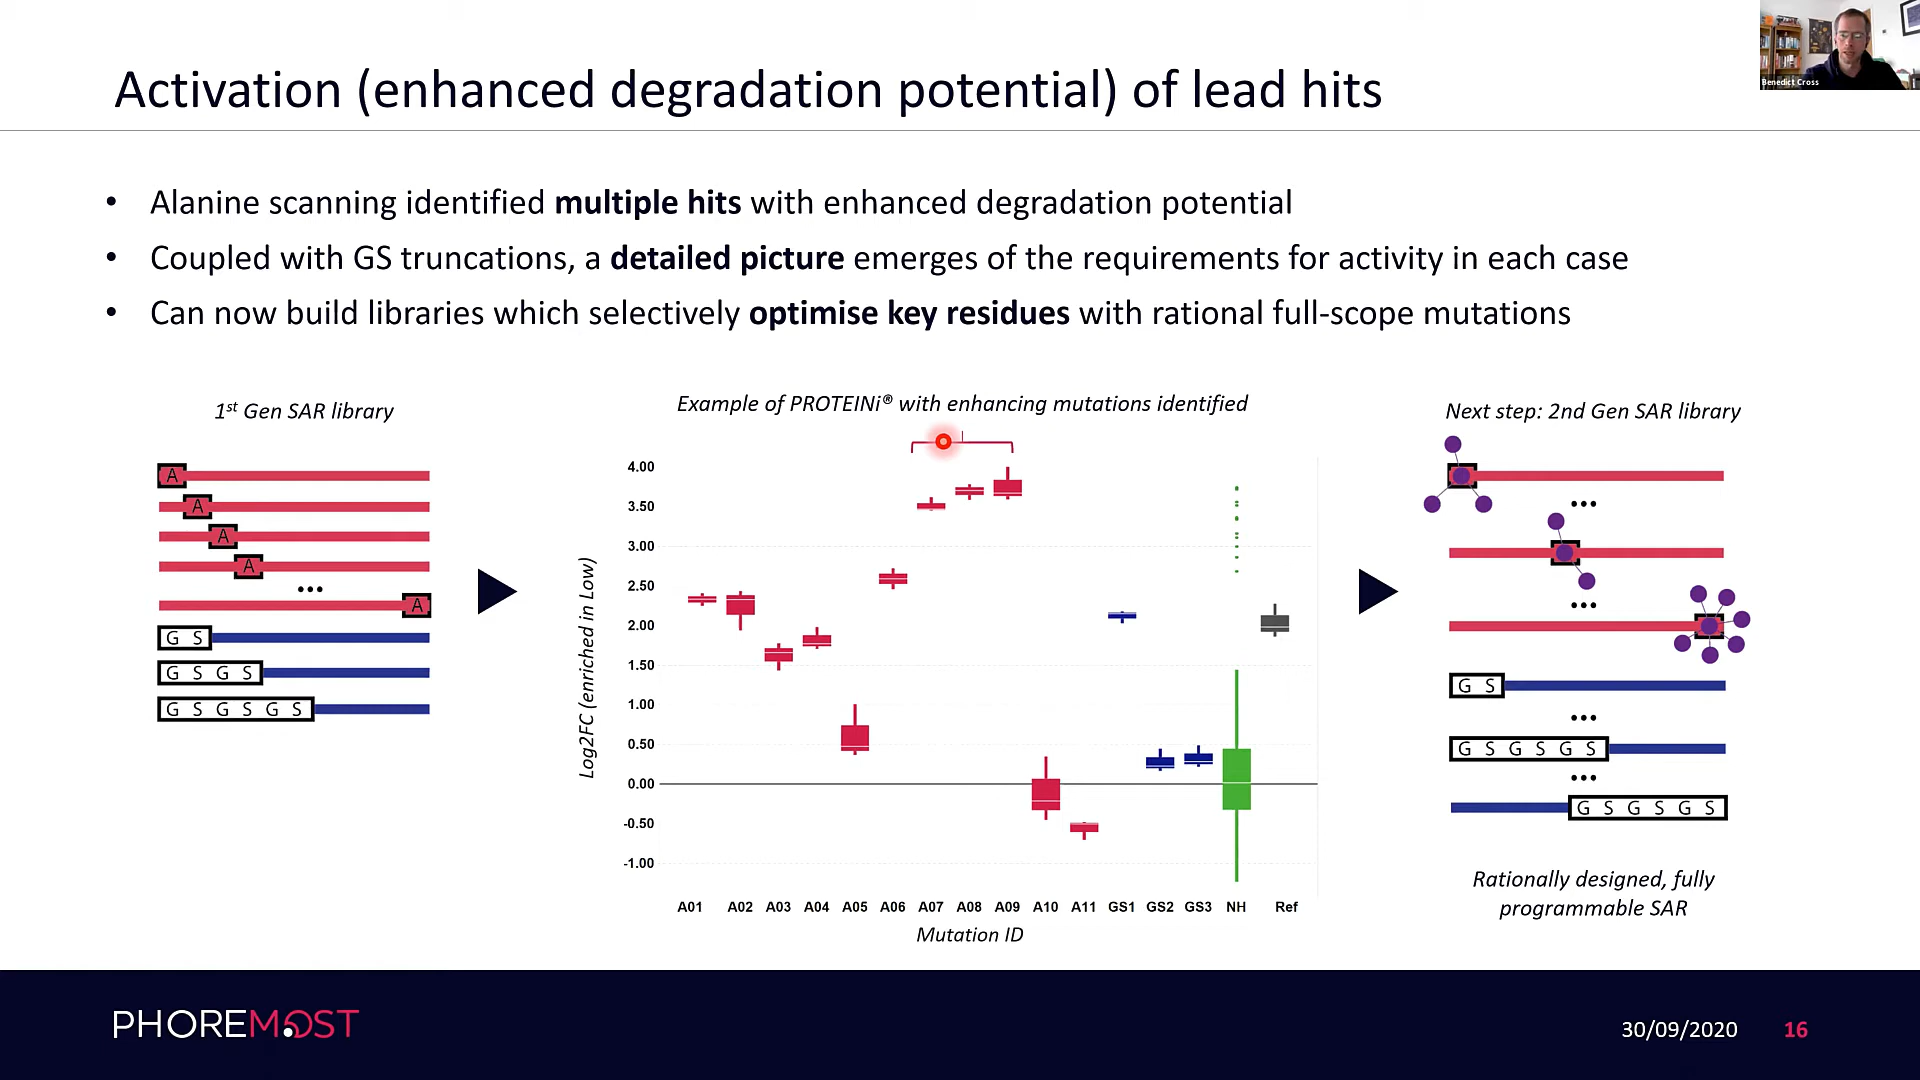 Activation (enhanced degradation potential) of lead hits
Benedict Cross
• Alanine scanning identified multiple hits with enhanced degradation potential
• Coupled with GS truncations, a detailed picture emerges of the requirements for activity in each case
• Can now build libraries which selectively optimise key residues with rational full-scope mutations
1st Gen SAR library
A
A
A
A
...
A
G S
G S G S
G S G S G S
Example of PROTEINi® with enhancing mutations identified
Log2FC (enriched in Low)
4.00
3.50
3.00
2.50
2.00
1.50
1.00
0.50
0.00
-0.50
-1.00
A01 A02 A03 A04 A05 A06 A07 A08 A09 A10 A11 GS1 GS2 GS3 NH Ref
Mutation ID
Next step: 2nd Gen SAR library
...
...
G S
...
G S G S G S
...
G S G S G S
Rationally designed, fully
programmable SAR
PHOREMOST
30/09/2020 16